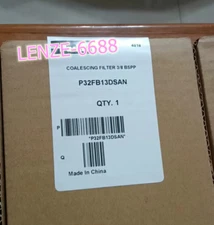 LENZE-6688
COALESCING FILTER 3/8 BSPP
P32FB13DSAN
QTY. 1
P
*P32FB13DSAN*
Q
Made in China